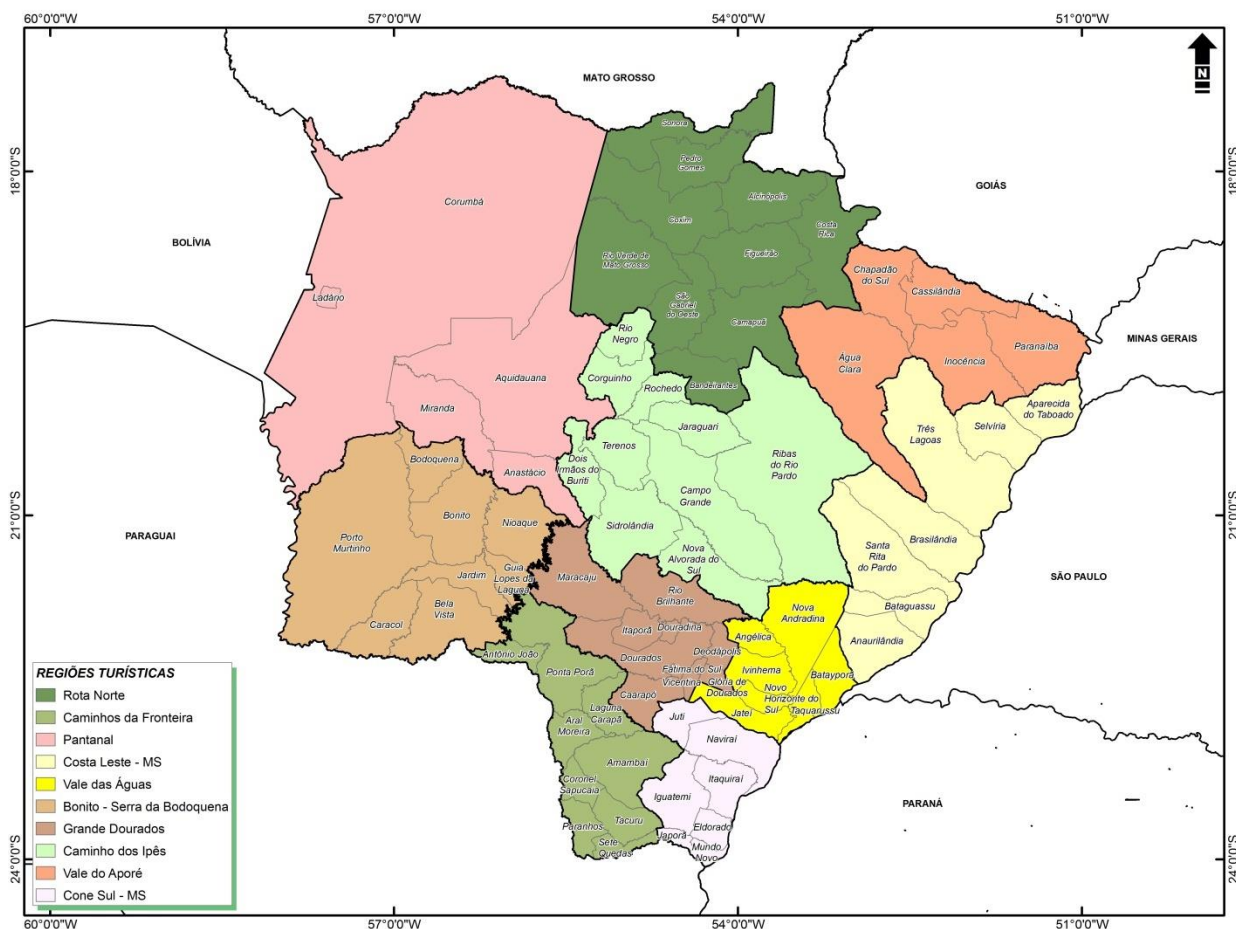 60°0'0"W
57°0'0"W
54°0'0"W
51°0'0"W
N
MATO GROSSO
18°0'0"S
18°0'0"S
GOIÁS
BOLÍVIA
MINAS GERAIS
21°0'0"S
21°0'0"S
PARAGUAI
SÃO PAULO
PARANÁ
24°0'0"S
24°0'0"S
Sonora
Pedro
Gomes
Alcinópolis
Coxim
Costa
Rica
Rio Verde de
Mato Grosso
Figueirão
São
Gabriel
do Oeste
Camapuã
Bandeirantes
Corumbá
Ladário
Aquidauana
Miranda
Anastácio
Chapadão
do Sul
Cassilândia
Água
Clara
Inocência
Paranaíba
Rio
Negro
Corguinho
Rochedo
Jaraguari
Terenos
Dois
Irmãos do
Buriti
Ribas
do Rio
Pardo
Campo
Grande
Sidrolândia
Nova
Alvorada do
Sul
Aparecida
do Taboado
Selvíria
Três
Lagoas
Brasilândia
Santa
Rita
do Pardo
Bataguassu
Anaurilândia
Bodoquena
Bonito
Nioaque
Porto
Murtinho
Guia
Lopes da
Laguna
Jardim
Bela
Vista
Caracol
Maracaju
Rio
Brilhante
Itaporã
Douradina
Dourados
Deodápolis
Fátima do Sul
Vicentina
Glória de
Dourados
Caarapó
Nova
Andradina
Angélica
Ivinhema
Batayporã
Novo
Horizonte do
Sul
Taquarussu
Jateí
Antônio João
Ponta Porã
Laguna
Carapã
Aral
Moreira
Amambaí
Coronel
Sapucaia
Tacuru
Paranhos
Sete
Quedas
Juti
Naviraí
Itaquiraí
Iguatemi
Eldorado
Japorã
Mundo
Novo
REGIÕES TURÍSTICAS
Rota Norte
Caminhos da Fronteira
Pantanal
Costa Leste - MS
Vale das Águas
Bonito - Serra da Bodoquena
Grande Dourados
Caminho dos Ipês
Vale do Aporé
Cone Sul - MS
60°0'0"W
57°0'0"W
54°0'0"W
51°0'0"W